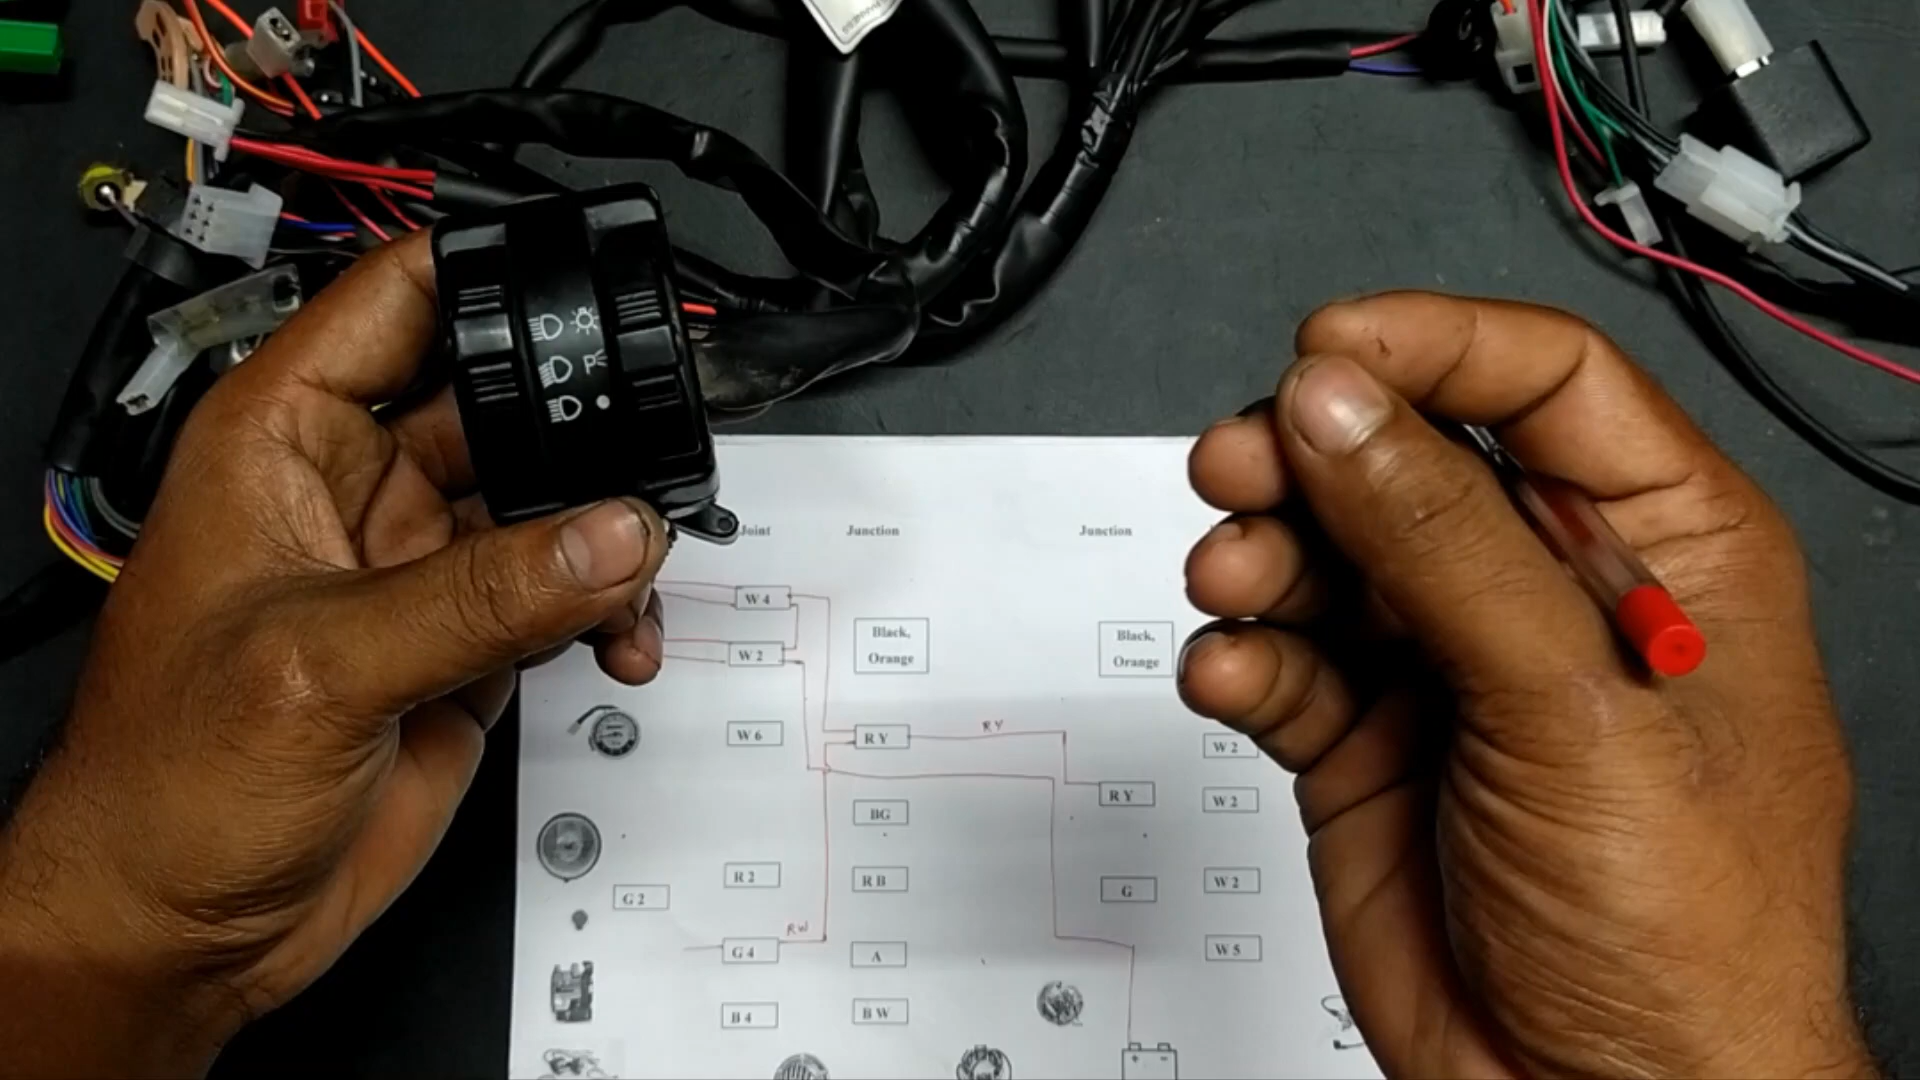 P
Joint Junction Junction
W 4
Black,
Orange
Black,
Orange
W 2
W 6
R Y
R Y
W 2
R Y
W 2
BG
R 2
R B
G
W 2
G 2
R W
G 4
A
W 5
B 4
B W
+ -